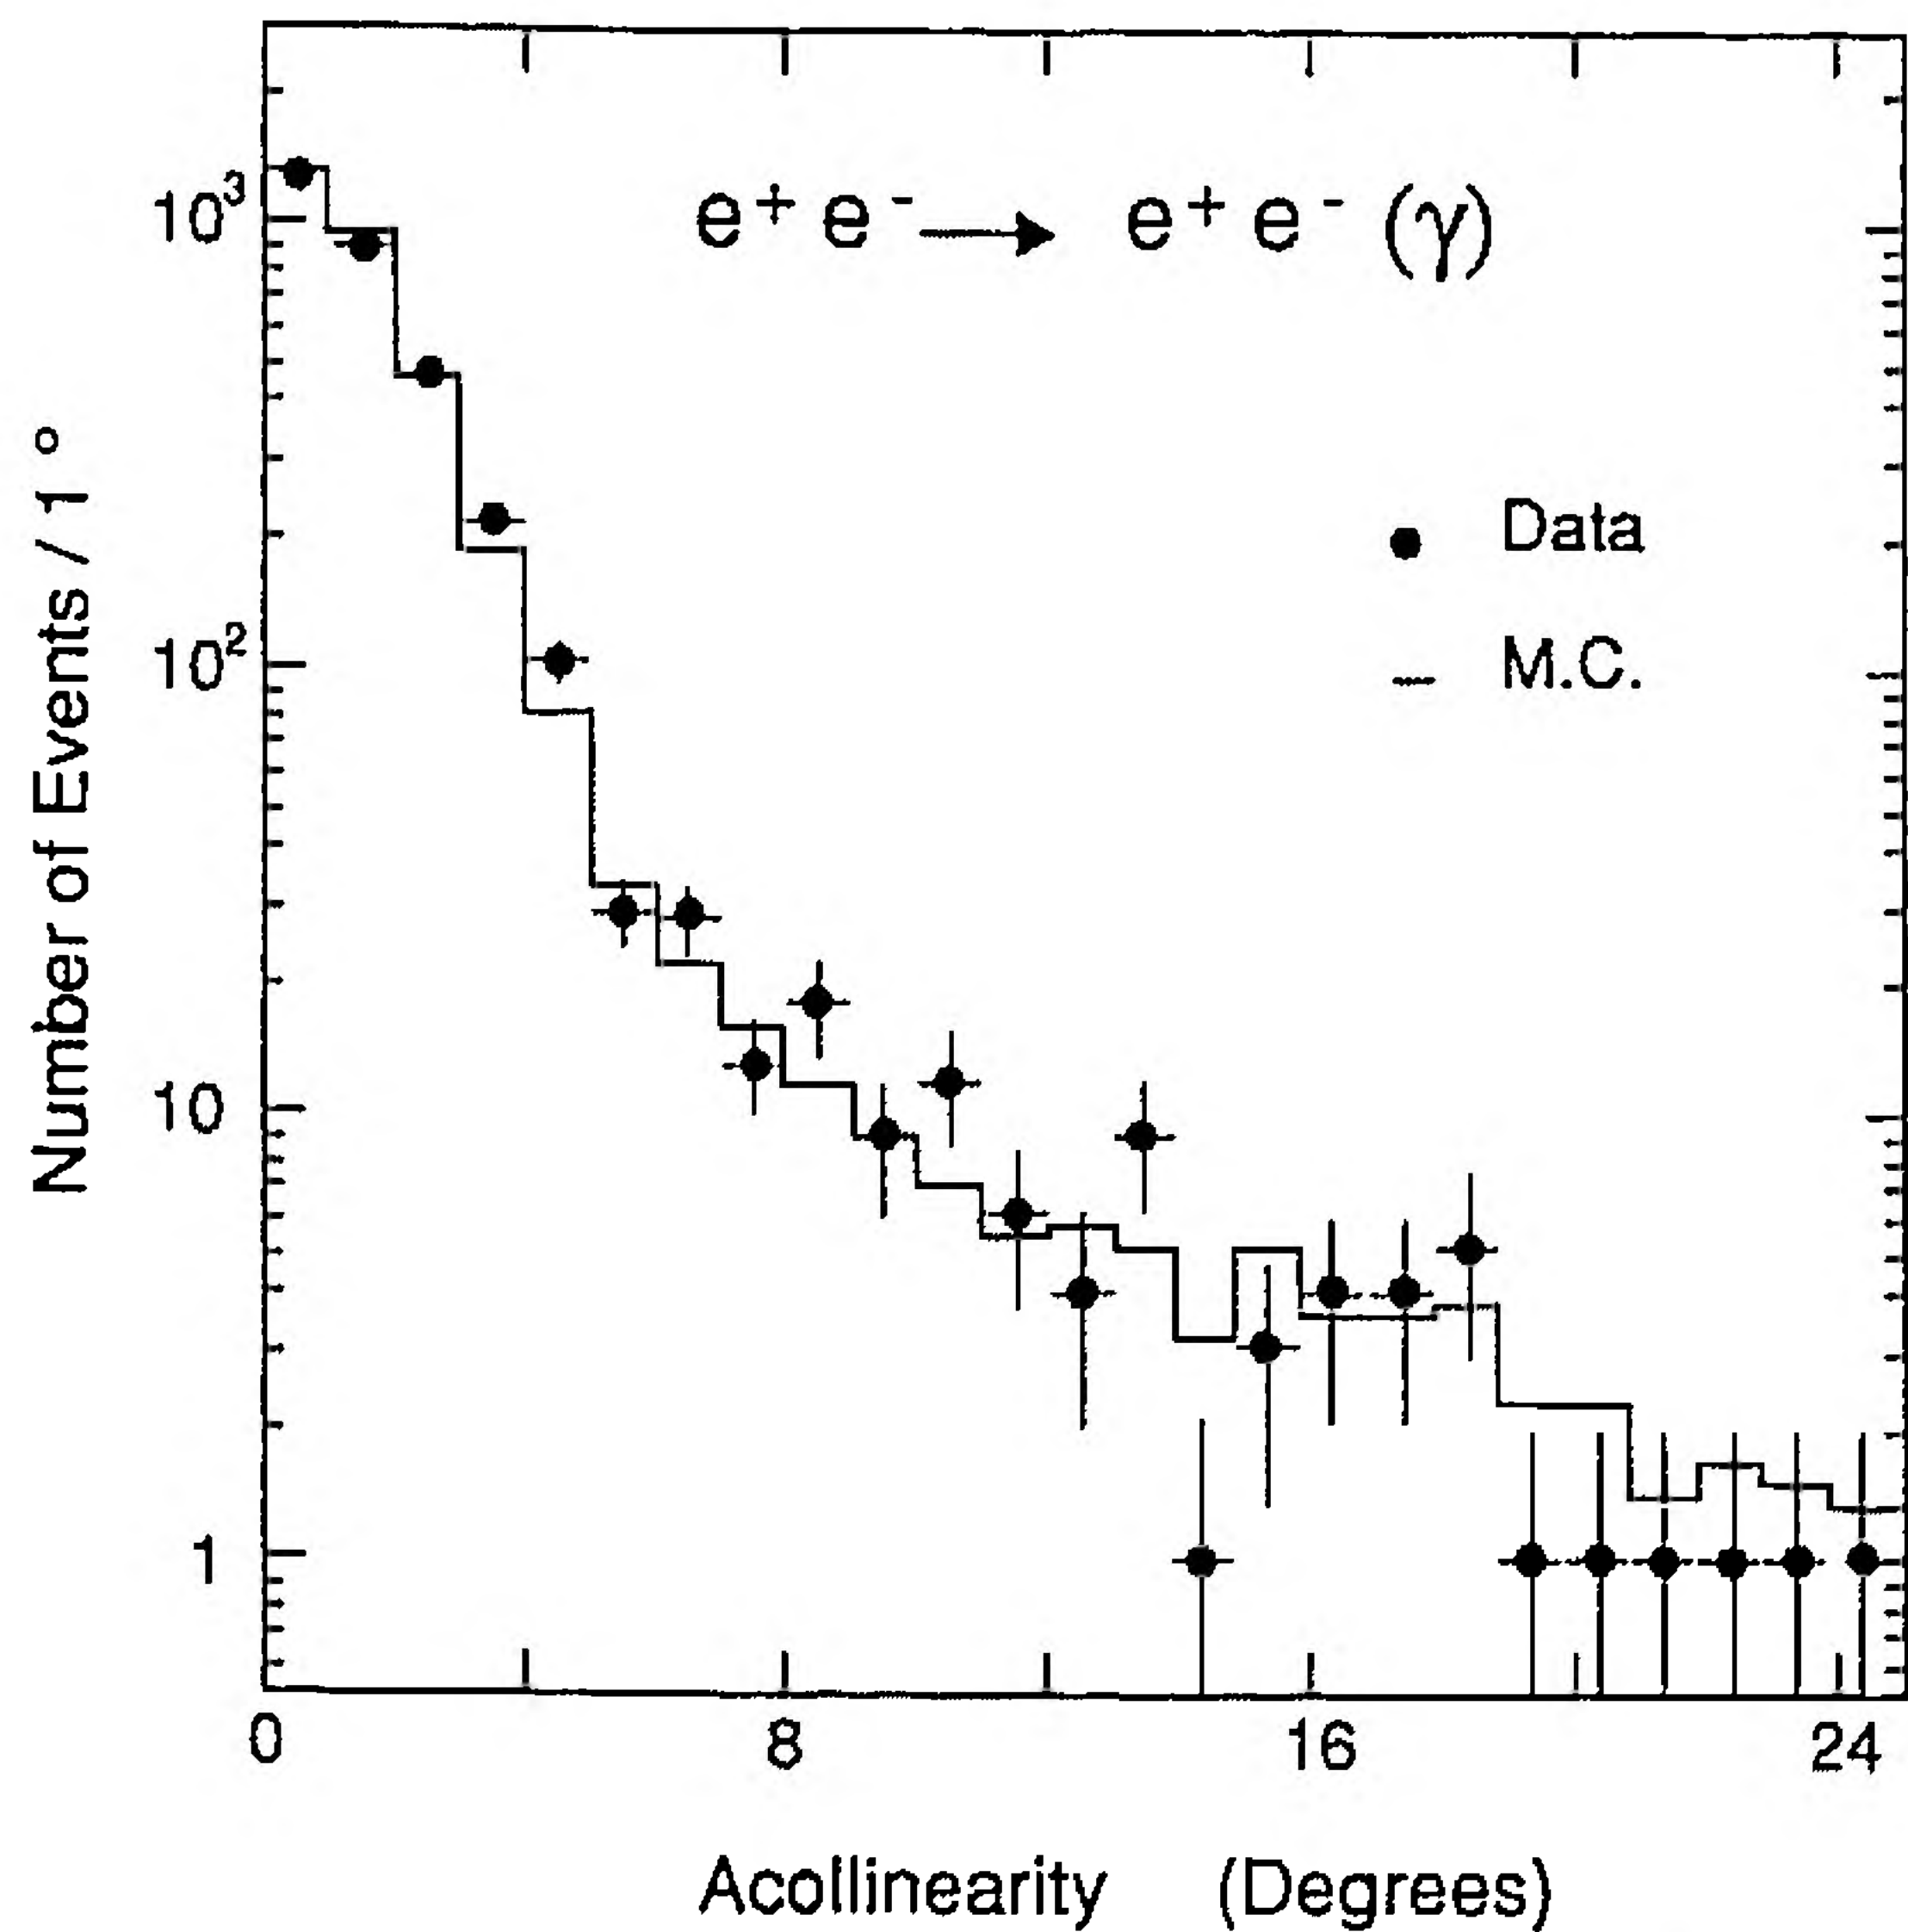 e⁺ e⁻ → e⁺ e⁻ (γ)
Data
M.C.
Number of Events / 1 °
10³
10²
10
1
0 8 16 24
Acollinearity (Degrees)